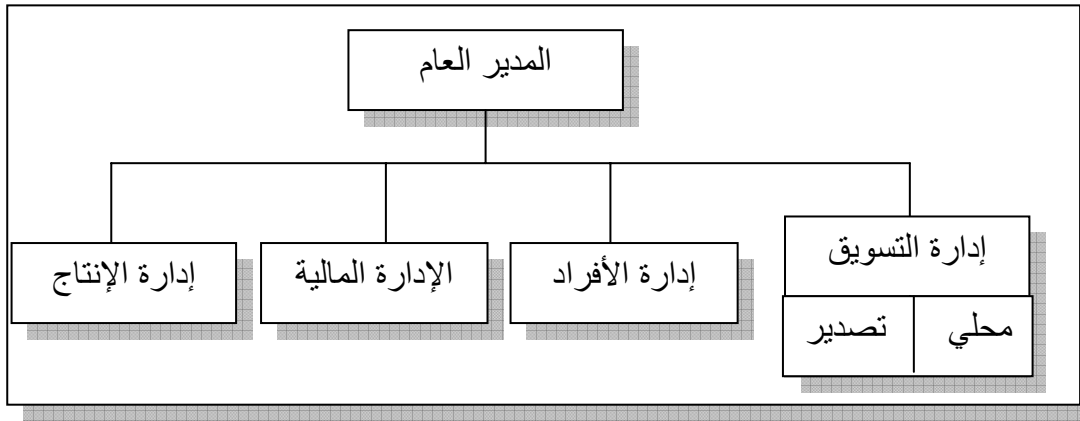 المدير العام
إدارة التسويق
محلي
تصدير
إدارة الأفراد
الإدارة المالية
إدارة الإنتاج